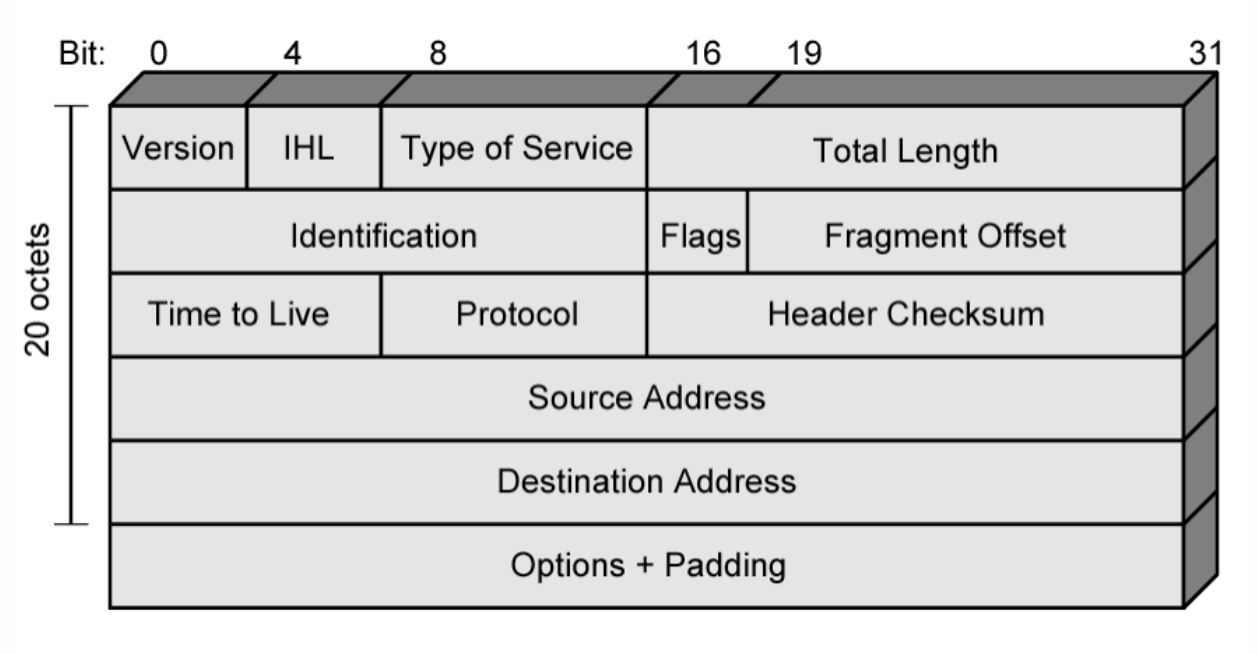 Bit: 0 4 8 16 19 31
Version IHL Type of Service Total Length
Identification Flags Fragment Offset
Time to Live Protocol Header Checksum
Source Address
Destination Address
Options + Padding
20 octets